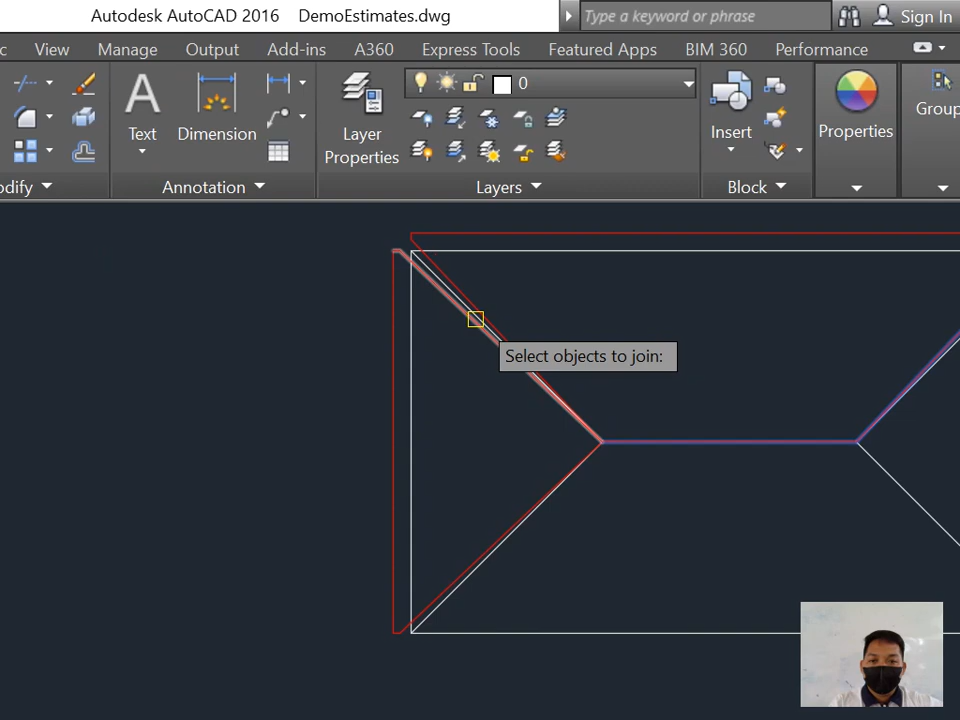 Autodesk AutoCAD 2016 DemoEstimates.dwg
Type a keyword or phrase
Sign In
c View Manage Output Add-ins A360 Express Tools Featured Apps BIM 360 Performance
Text
Dimension
Layer
Properties
0
Insert
Properties
Group
odify
Annotation
Layers
Block
Select objects to join: